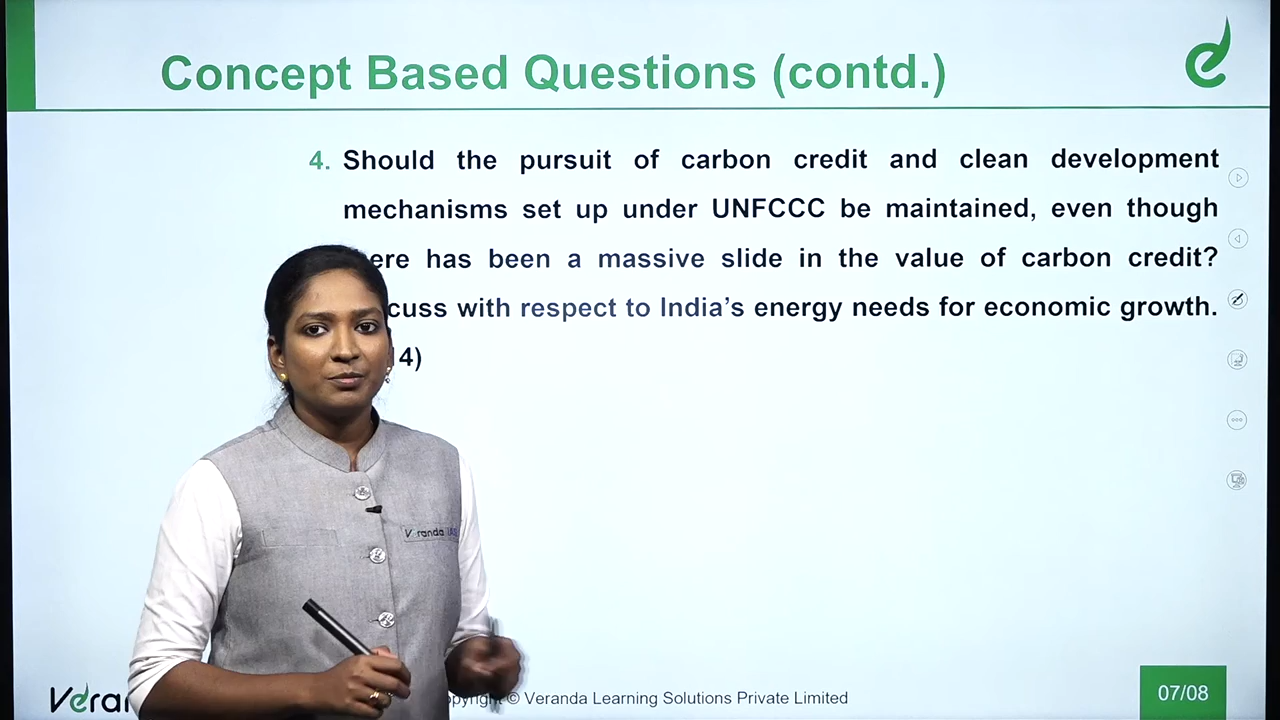 Concept Based Questions (contd.)
4. Should the pursuit of carbon credit and clean development
mechanisms set up under UNFCCC be maintained, even though
ere has been a massive slide in the value of carbon credit?
cuss with respect to India's energy needs for economic growth.
14)
Veranda
opyright © Veranda Learning Solutions Private Limited
07/08